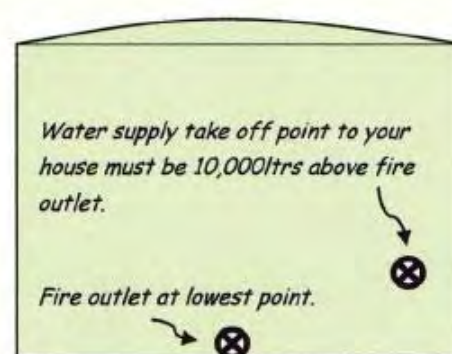 Water supply take off point to your
house must be 10,000ltrs above fire
outlet.
Fire outlet at lowest point.